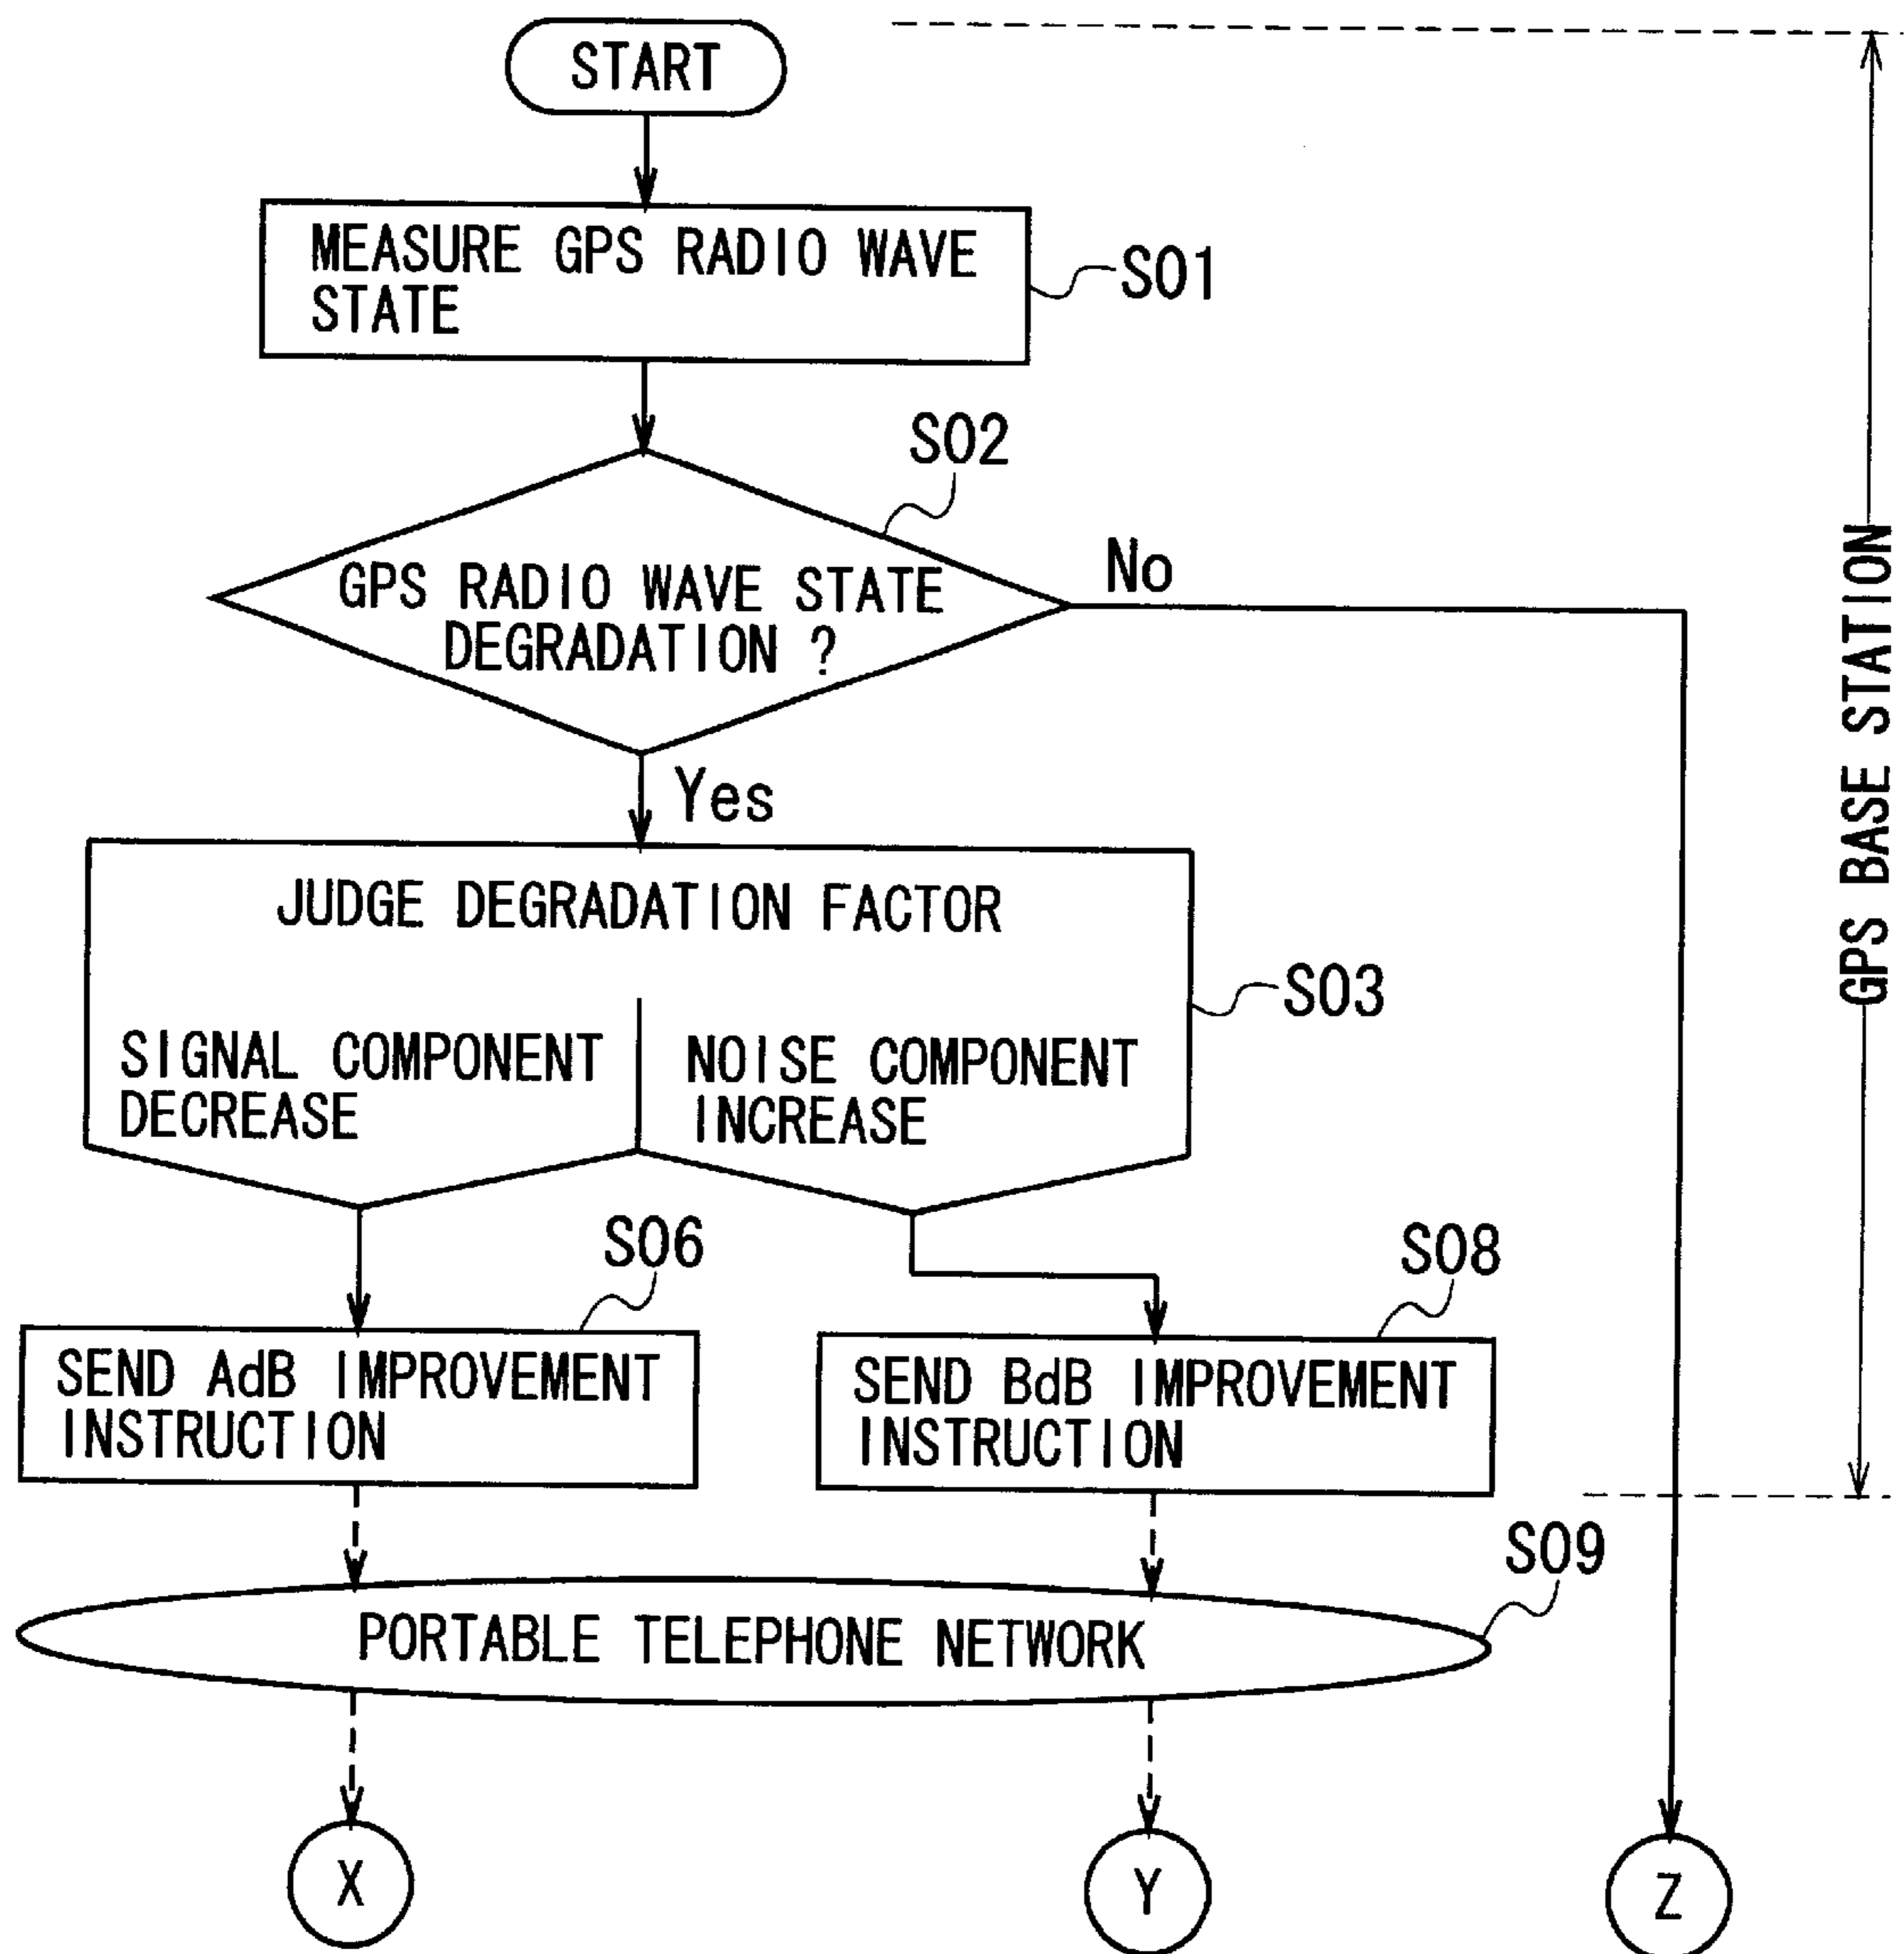 START
MEASURE GPS RADIO WAVE
STATE
S01
S02
GPS RADIO WAVE STATE
DEGRADATION ?
No
Yes
GPS BASE STATION
JUDGE DEGRADATION FACTOR
S03
SIGNAL COMPONENT
DECREASE
NOISE COMPONENT
INCREASE
S06
S08
SEND AdB IMPROVEMENT
INSTRUCTION
SEND BdB IMPROVEMENT
INSTRUCTION
S09
PORTABLE TELEPHONE NETWORK
X
Y
Z